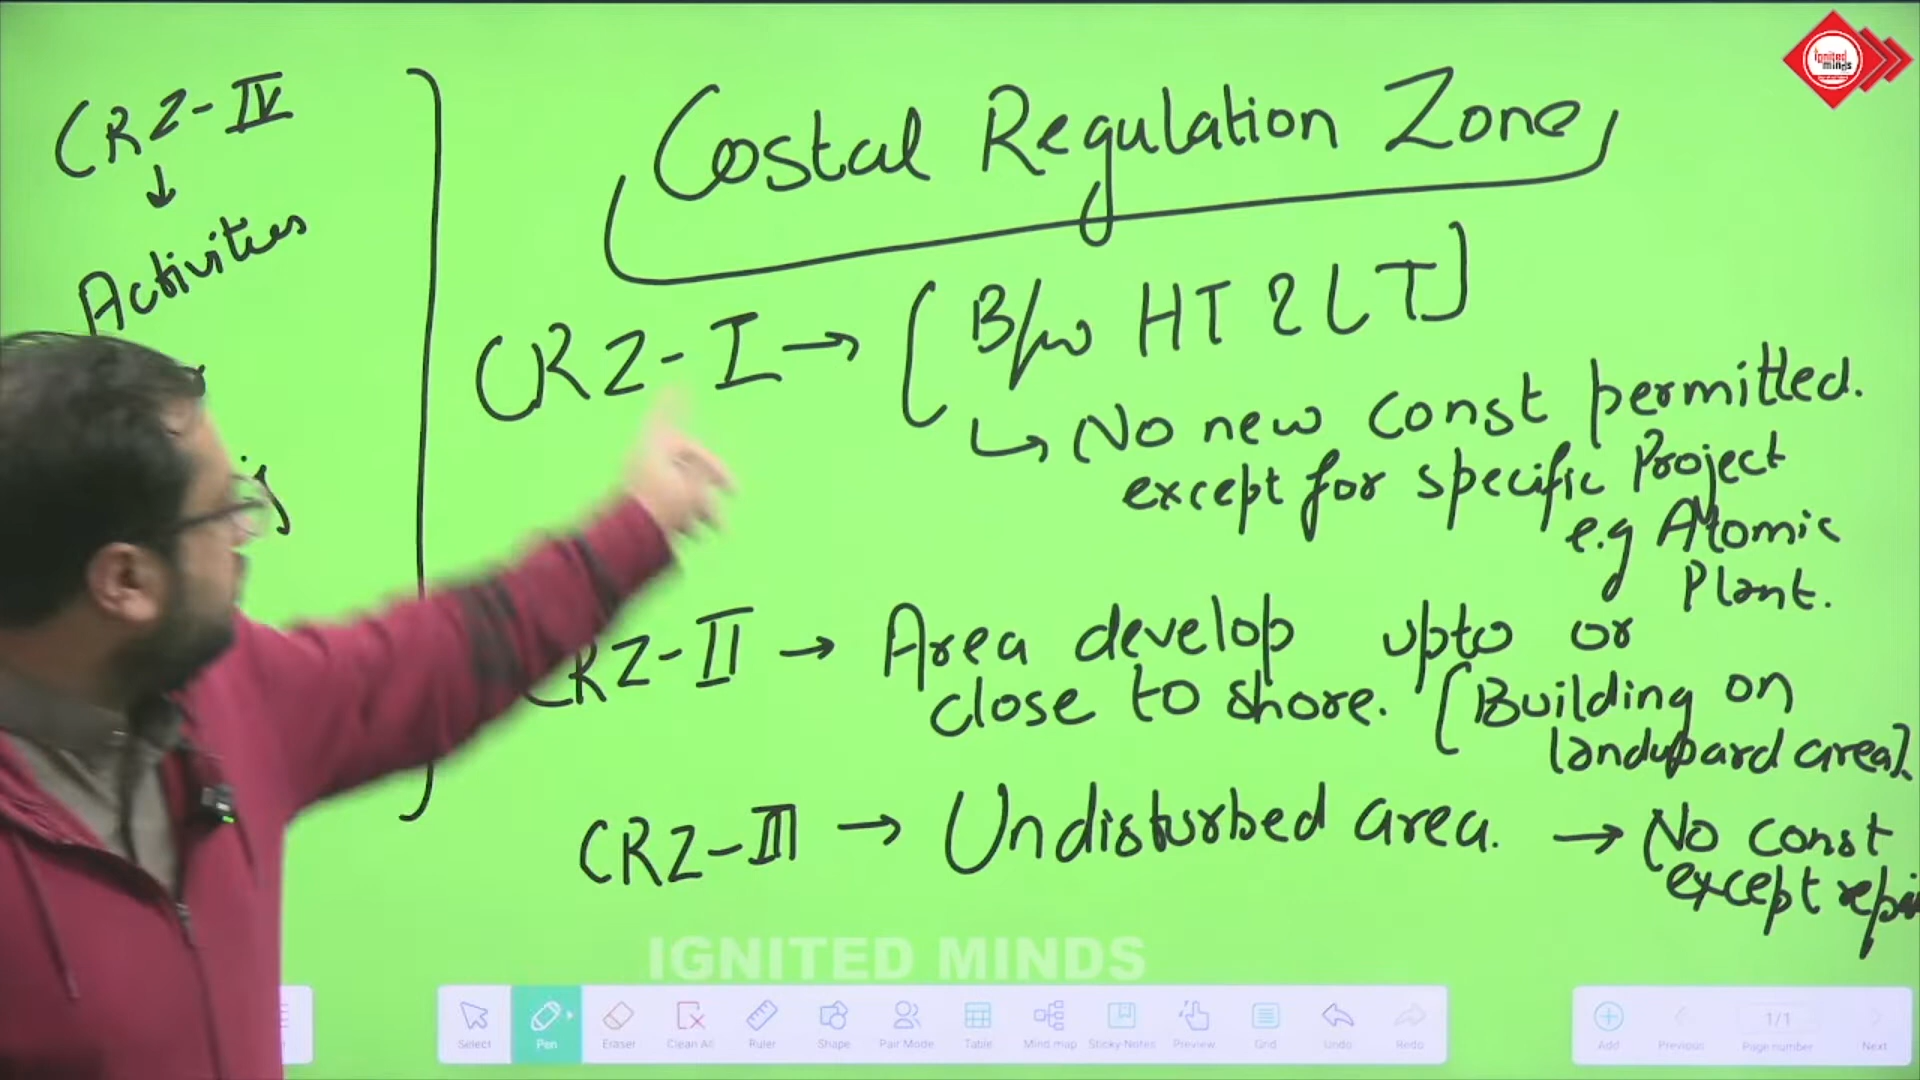 CRZ-IV
↓
Activities
Costal Regulation Zone
CRZ-I → [B/w HT & LT]
↳ No new const permitted.
except for specific Project
e.g Atomic
Plant.
CRZ-II → Area develop upto or
close to shore. [Building on
landward area].
CRZ-III → Undisturbed area. → No const
except
IGNITED MINDS
ignited
minds
Select
Pen
Eraser
Clean All
Ruler
Shape
Pair Mode
Table
Mind map
Sticky Notes
Preview
Grid
Undo
Redo
Add
Previous
1/1
Page number
Next